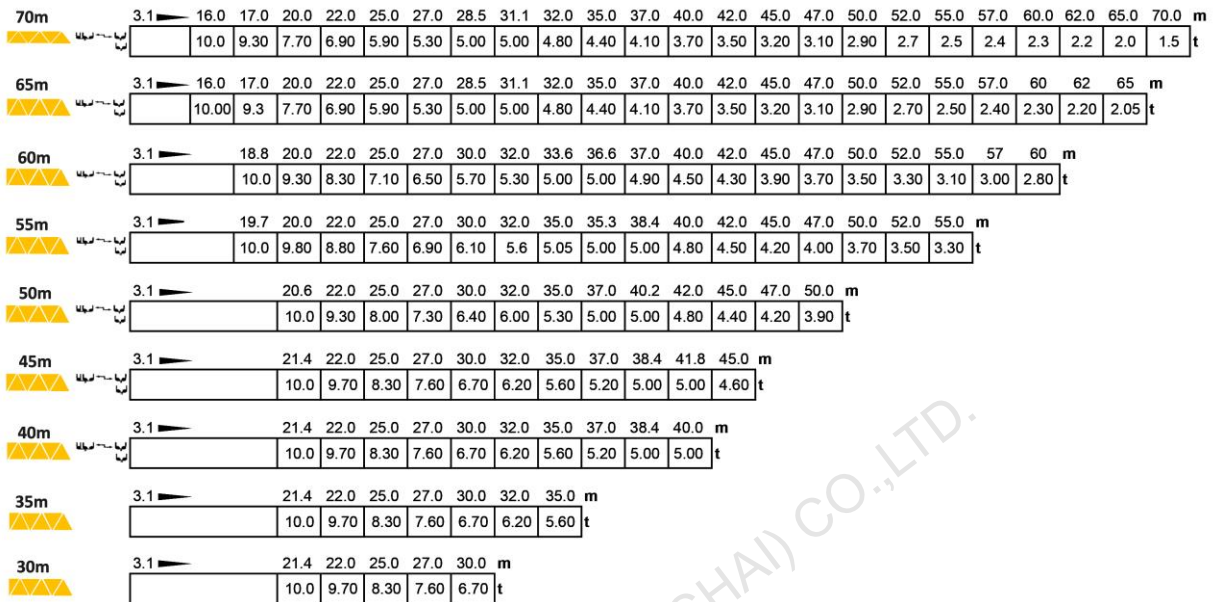 70m 3.1 16.0 17.0 20.0 22.0 25.0 27.0 28.5 31.1 32.0 35.0 37.0 40.0 42.0 45.0 47.0 50.0 52.0 55.0 57.0 60.0 62.0 65.0 70.0 m
10.0 9.30 7.70 6.90 5.90 5.30 5.00 5.00 4.80 4.40 4.10 3.70 3.50 3.20 3.10 2.90 2.7 2.5 2.4 2.3 2.2 2.0 1.5 t
65m 3.1 16.0 17.0 20.0 22.0 25.0 27.0 28.5 31.1 32.0 35.0 37.0 40.0 42.0 45.0 47.0 50.0 52.0 55.0 57.0 60 62 65 m
10.00 9.3 7.70 6.90 5.90 5.30 5.00 5.00 4.80 4.40 4.10 3.70 3.50 3.20 3.10 2.90 2.70 2.50 2.40 2.30 2.20 2.05 t
60m 3.1 18.8 20.0 22.0 25.0 27.0 30.0 32.0 33.6 36.6 37.0 40.0 42.0 45.0 47.0 50.0 52.0 55.0 57 60 m
10.0 9.30 8.30 7.10 6.50 5.70 5.30 5.00 5.00 4.90 4.50 4.30 3.90 3.70 3.50 3.30 3.10 3.00 2.80 t
55m 3.1 19.7 20.0 22.0 25.0 27.0 30.0 32.0 35.0 35.3 38.4 40.0 42.0 45.0 47.0 50.0 52.0 55.0 m
10.0 9.80 8.80 7.60 6.90 6.10 5.6 5.05 5.00 5.00 4.80 4.50 4.20 4.00 3.70 3.50 3.30 t
50m 3.1 20.6 22.0 25.0 27.0 30.0 32.0 35.0 37.0 40.2 42.0 45.0 47.0 50.0 m
10.0 9.30 8.00 7.30 6.40 6.00 5.30 5.00 5.00 4.80 4.40 4.20 3.90 t
45m 3.1 21.4 22.0 25.0 27.0 30.0 32.0 35.0 37.0 38.4 41.8 45.0 m
10.0 9.70 8.30 7.60 6.70 6.20 5.60 5.20 5.00 5.00 4.60 t
40m 3.1 21.4 22.0 25.0 27.0 30.0 32.0 35.0 37.0 38.4 40.0 m
10.0 9.70 8.30 7.60 6.70 6.20 5.60 5.20 5.00 5.00 t
35m 3.1 21.4 22.0 25.0 27.0 30.0 32.0 35.0 m
10.0 9.70 8.30 7.60 6.70 6.20 5.60 t
30m 3.1 21.4 22.0 25.0 27.0 30.0 m
10.0 9.70 8.30 7.60 6.70 t
HAI) CO.,LTD.